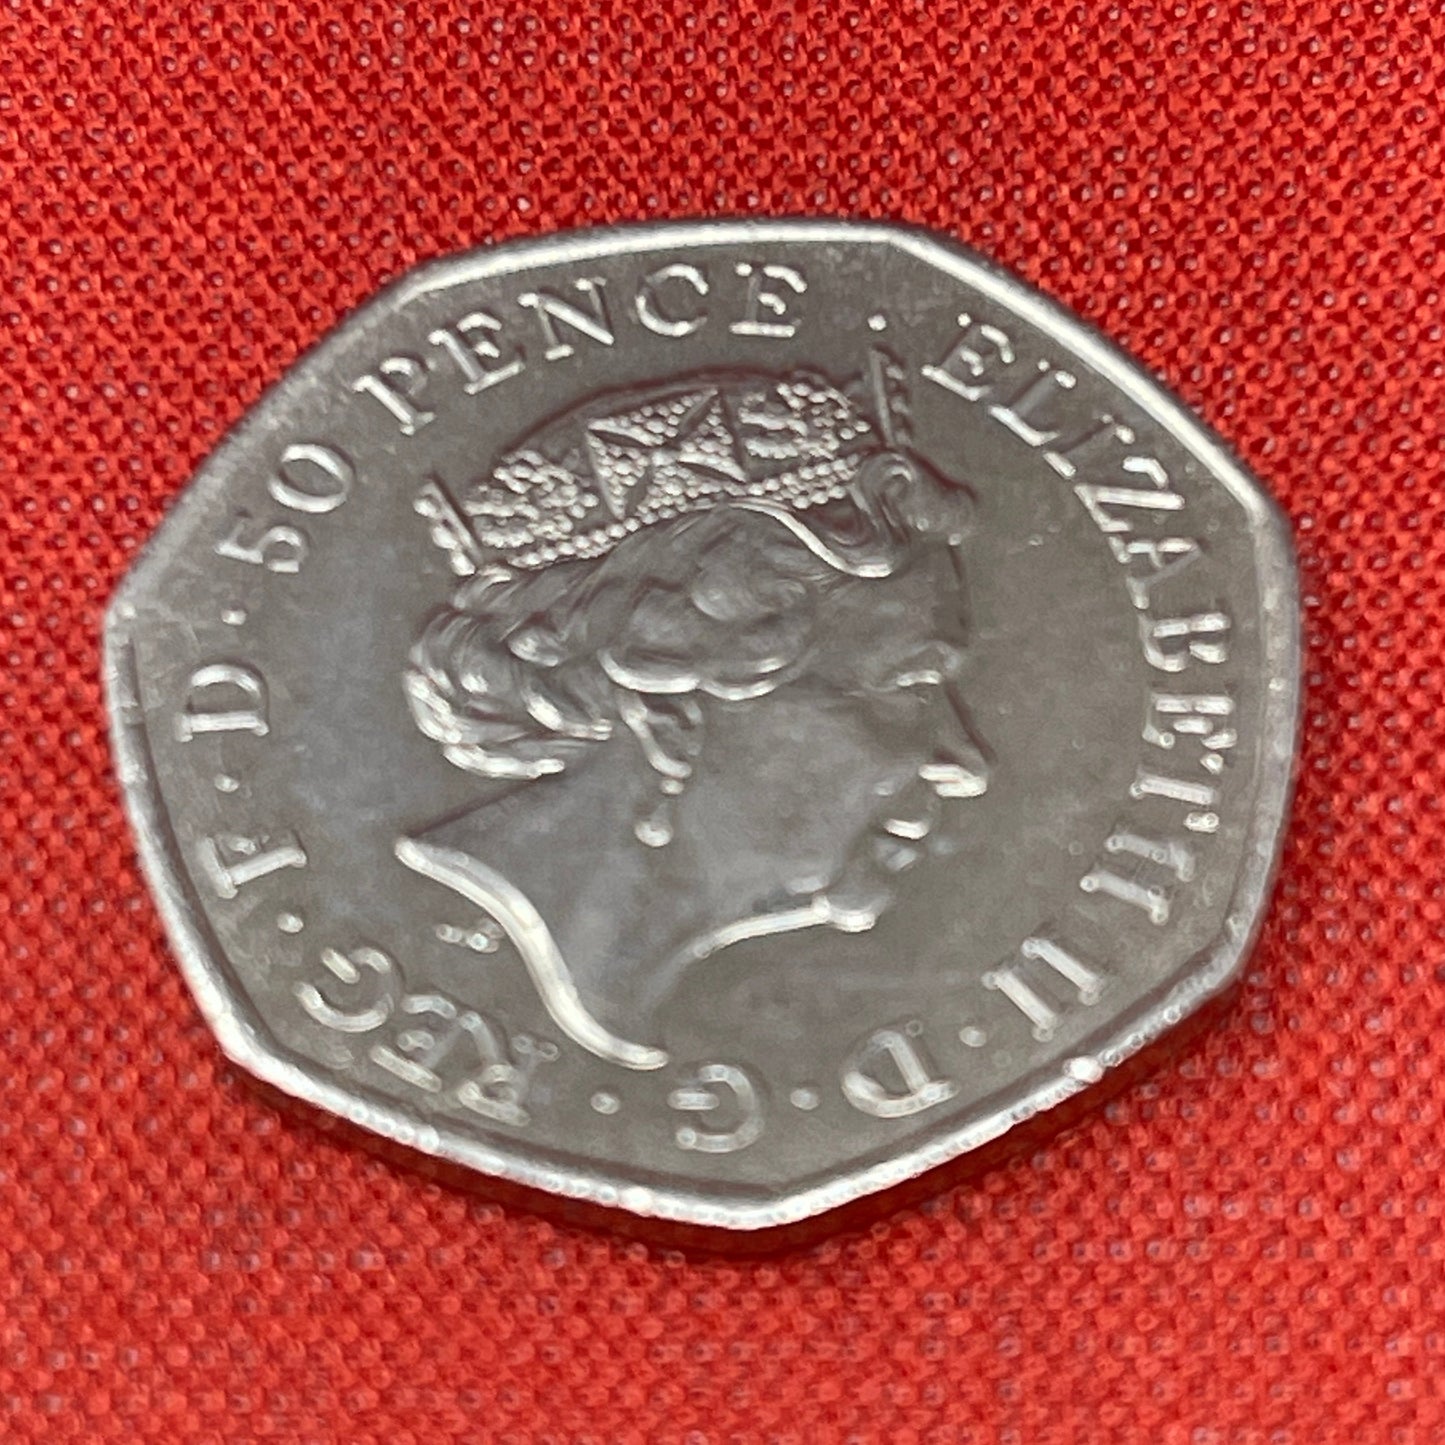 ELIZABETH II · D · G · REG · F · D · 50 PENCE ·
J.C